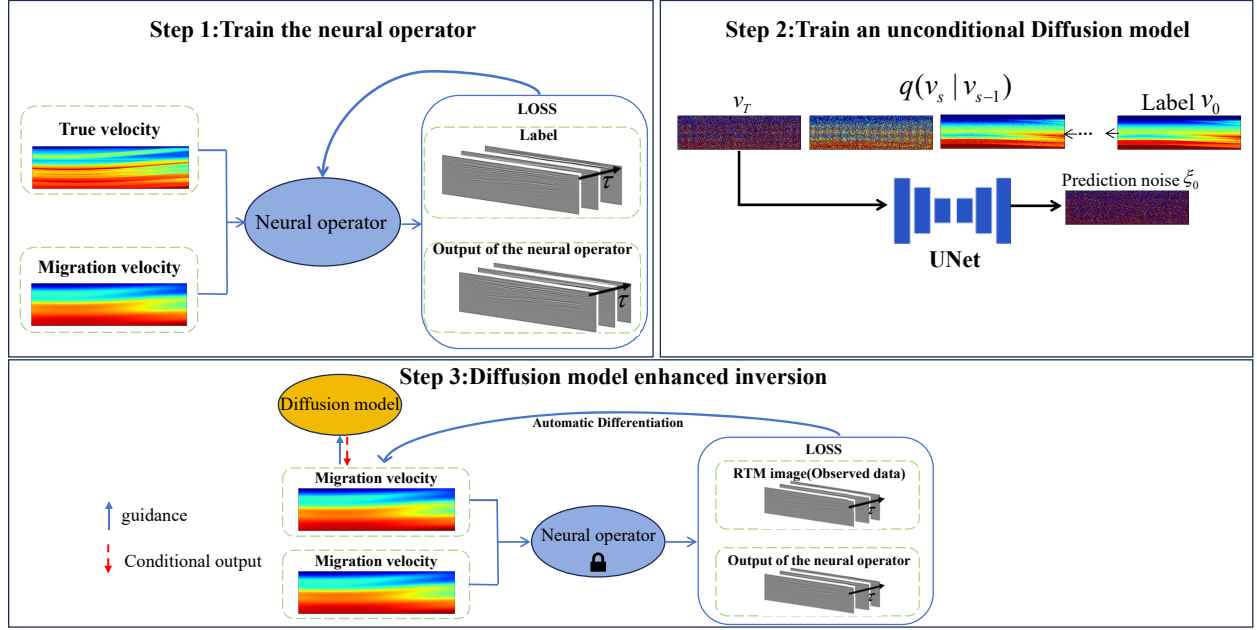 Step 1:Train the neural operator
True velocity
Migration velocity
Neural operator
LOSS
Label
τ
Output of the neural operator
τ
Step 2:Train an unconditional Diffusion model
v_T
q(v_s | v_{s-1})
Label v_0
...
Prediction noise ξ_0
UNet
Step 3:Diffusion model enhanced inversion
Diffusion model
Automatic Differentiation
guidance
Conditional output
Migration velocity
Migration velocity
Neural operator
LOSS
RTM image(Observed data)
τ
Output of the neural operator
τ